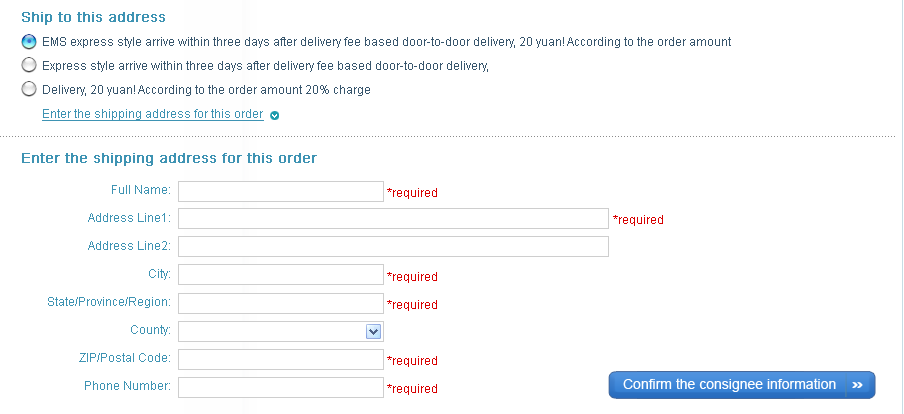 Ship to this address
EMS express style arrive within three days after delivery fee based door-to-door delivery, 20 yuan! According to the order amount
Express style arrive within three days after delivery fee based door-to-door delivery,
Delivery, 20 yuan! According to the order amount 20% charge
Enter the shipping address for this order
Enter the shipping address for this order
Full Name: *required
Address Line1: *required
Address Line2:
City: *required
State/Province/Region: *required
County:
ZIP/Postal Code: *required
Phone Number: *required
Confirm the consignee information »